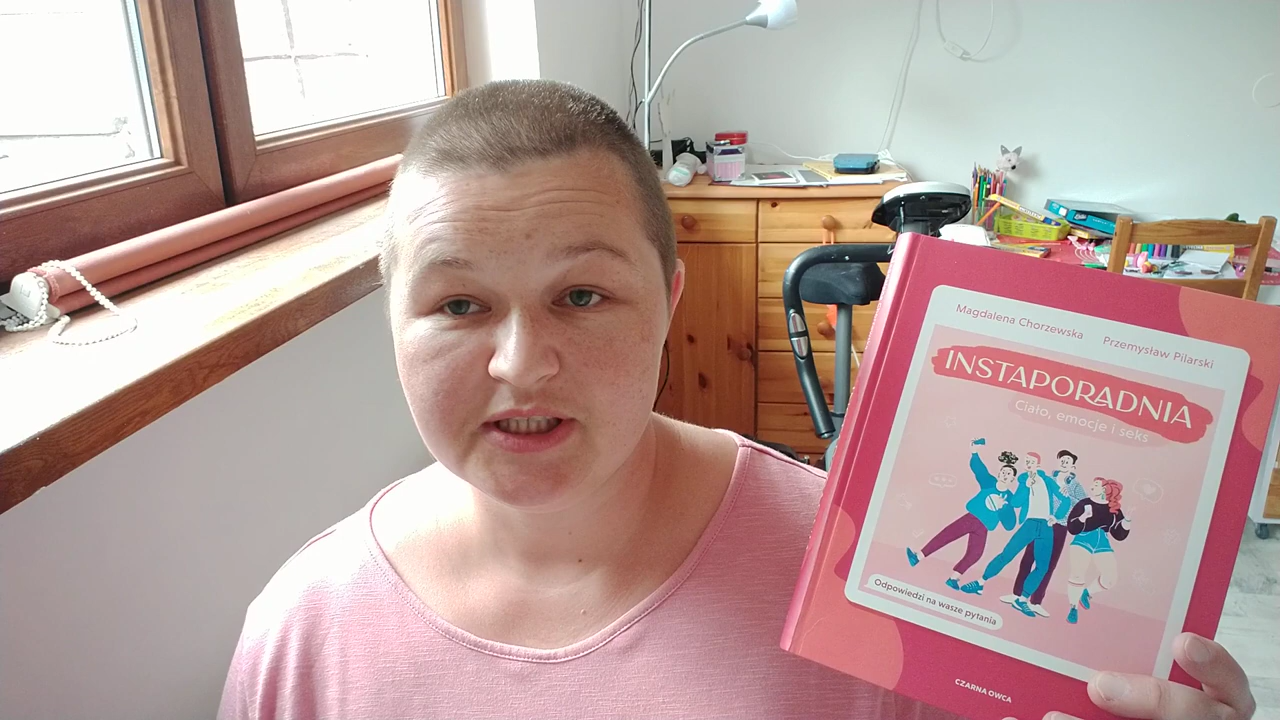 Magdalena Chorzewska Przemysław Pilarski
INSTAPORADNIA
Ciało, emocje i seks
Odpowiedzi na wasze pytania
CZARNA OWCA